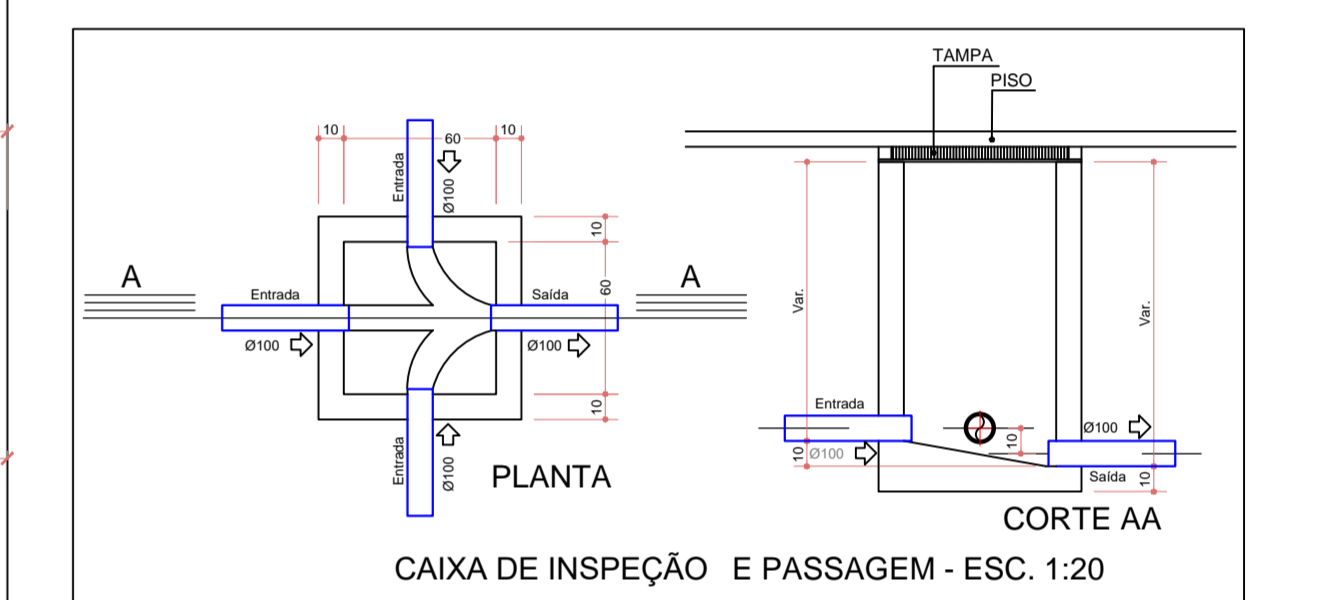 10
60
10
Entrada
Ø100
10
A
Entrada
Saída
60
A
Ø100
Ø100
10
Entrada
Ø100
PLANTA
TAMPA
PISO
Var.
Var.
Entrada
Ø100
10
Ø100
10
Saída
10
CORTE AA
CAIXA DE INSPEÇÃO E PASSAGEM - ESC. 1:20